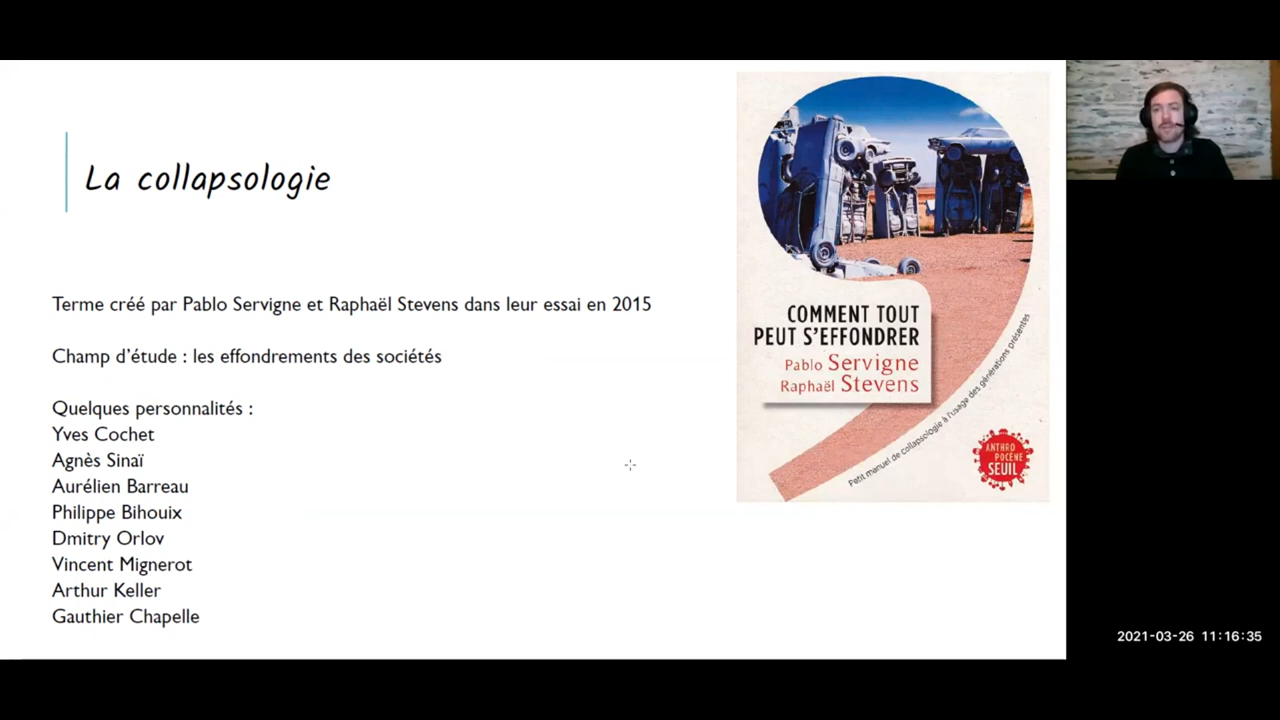 La collapsologie
Terme créé par Pablo Servigne et Raphaël Stevens dans leur essai en 2015
Champ d'étude : les effondrements des sociétés
Quelques personnalités :
Yves Cochet
Agnès Sinaï
Aurélien Barreau
Philippe Bihouix
Dmitry Orlov
Vincent Mignerot
Arthur Keller
Gauthier Chapelle
COMMENT TOUT
PEUT S'EFFONDRER
Pablo Servigne
Raphaël Stevens
Petit manuel de collapsologie à l'usage des générations présentes
ANTHRO
POCÈNE
SEUIL
2021-03-26 11:16:35